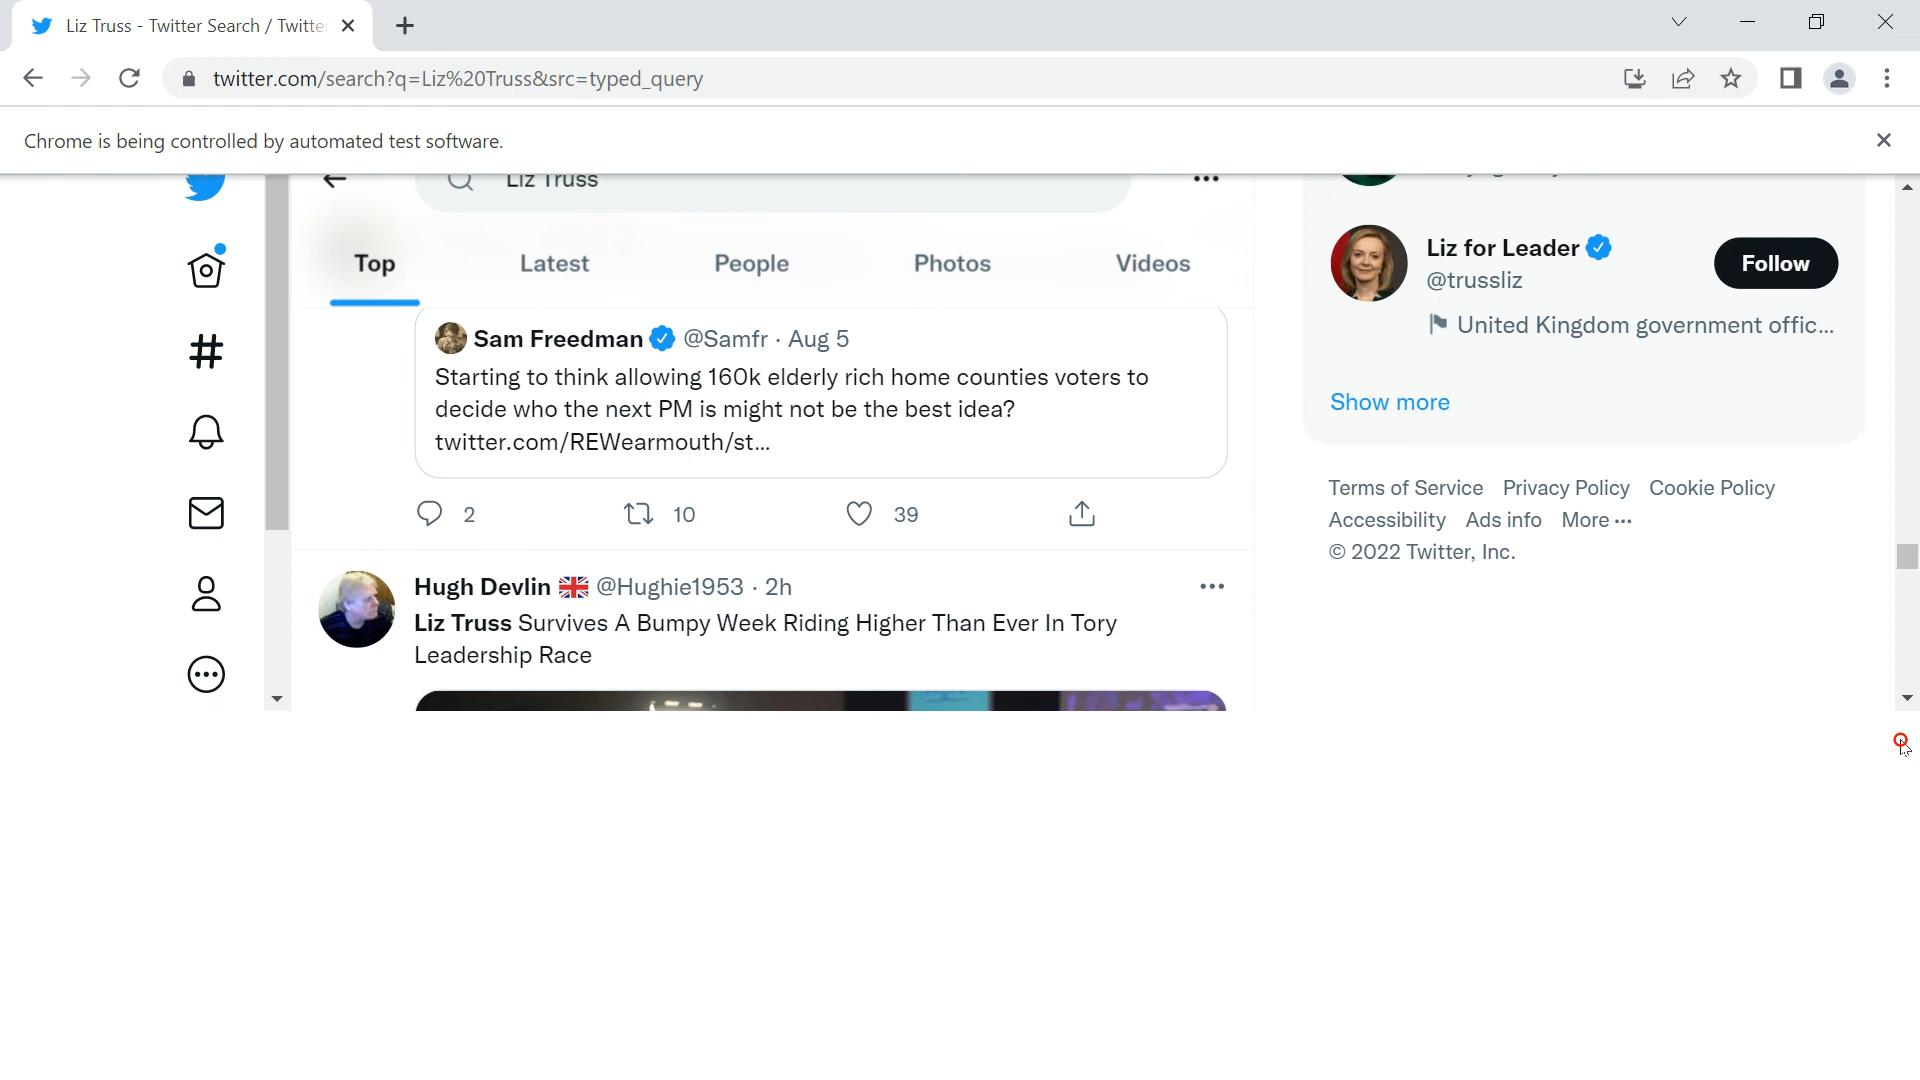 Liz Truss - Twitter Search / Twitte
twitter.com/search?q=Liz%20Truss&src=typed_query
Chrome is being controlled by automated test software.
Liz Truss
Top Latest People Photos Videos
Sam Freedman @Samfr · Aug 5
Starting to think allowing 160k elderly rich home counties voters to
decide who the next PM is might not be the best idea?
twitter.com/REWearmouth/st...
2 10 39
Hugh Devlin 🇬🇧 @Hughie1953 · 2h
Liz Truss Survives A Bumpy Week Riding Higher Than Ever In Tory
Leadership Race
Liz for Leader
@trussliz
Follow
United Kingdom government offic...
Show more
Terms of Service Privacy Policy Cookie Policy
Accessibility Ads info More ···
© 2022 Twitter, Inc.